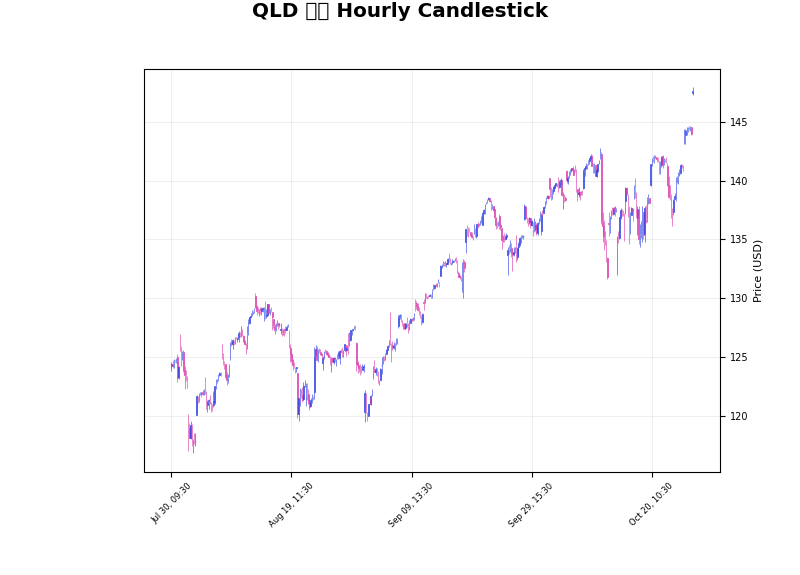 QLD Hourly Candlestick
145
140
135
130
125
120
Price (USD)
Jul 30, 09:30
Aug 19, 11:30
Sep 09, 13:30
Sep 29, 15:30
Oct 20, 10:30